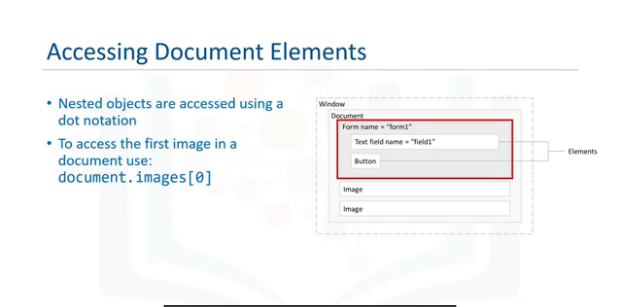 Accessing Document Elements
• Nested objects are accessed using a
dot notation
• To access the first image in a
document use:
document.images[0]
Window
Document
Form name = "form1"
Text field name = "field1"
Button
Elements
Image
Image